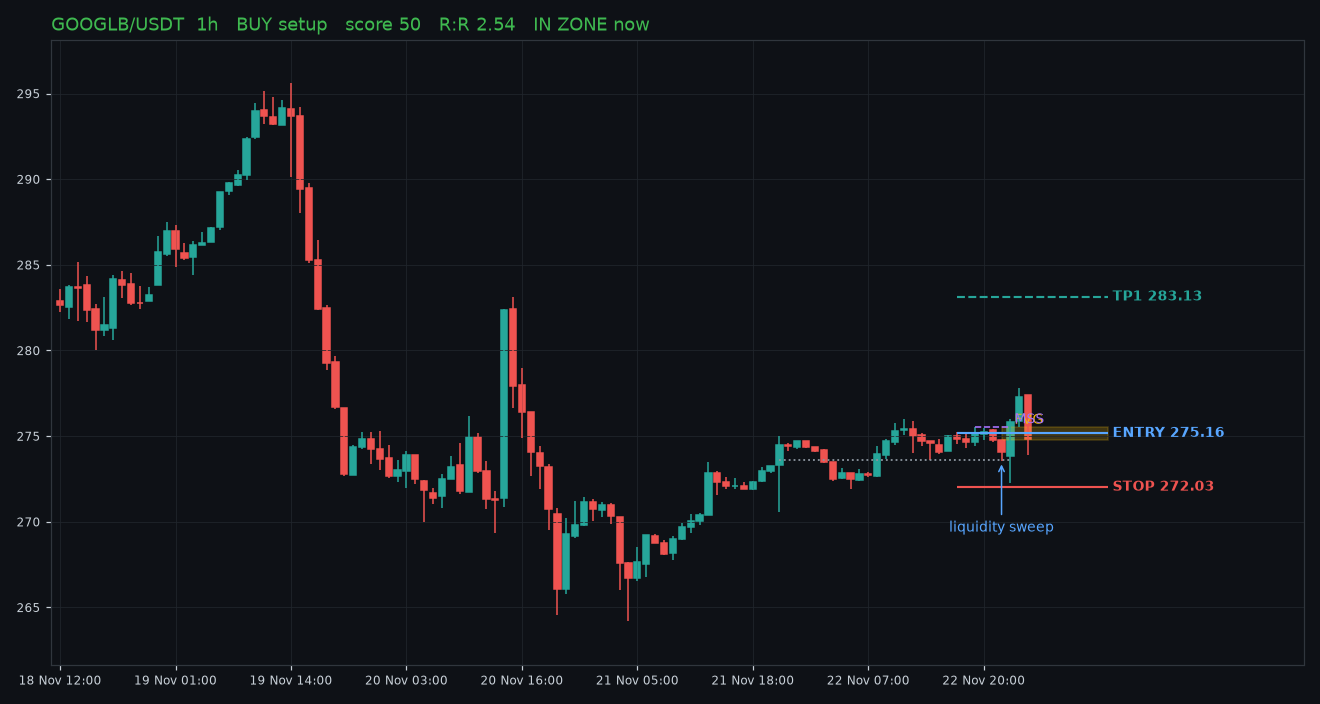 GOOGLB/USDT 1h BUY setup score 50 R:R 2.54 IN ZONE now
295
290
285
280
275
270
265
TP1 283.13
ENTRY 275.16
STOP 272.03
liquidity sweep
18 Nov 12:00 19 Nov 01:00 19 Nov 14:00 20 Nov 03:00 20 Nov 16:00 21 Nov 05:00 21 Nov 18:00 22 Nov 07:00 22 Nov 20:00